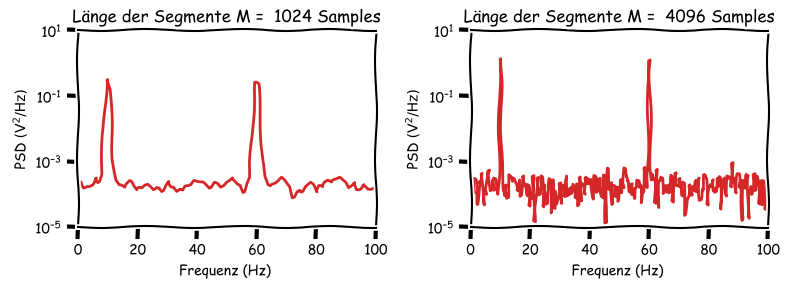 Länge der Segmente M =  1024 Samples
10¹
10⁻¹
10⁻³
10⁻⁵
PSD (V²/Hz)
0 20 40 60 80 100
Frequenz (Hz)
Länge der Segmente M =  4096 Samples
10¹
10⁻¹
10⁻³
10⁻⁵
PSD (V²/Hz)
0 20 40 60 80 100
Frequenz (Hz)